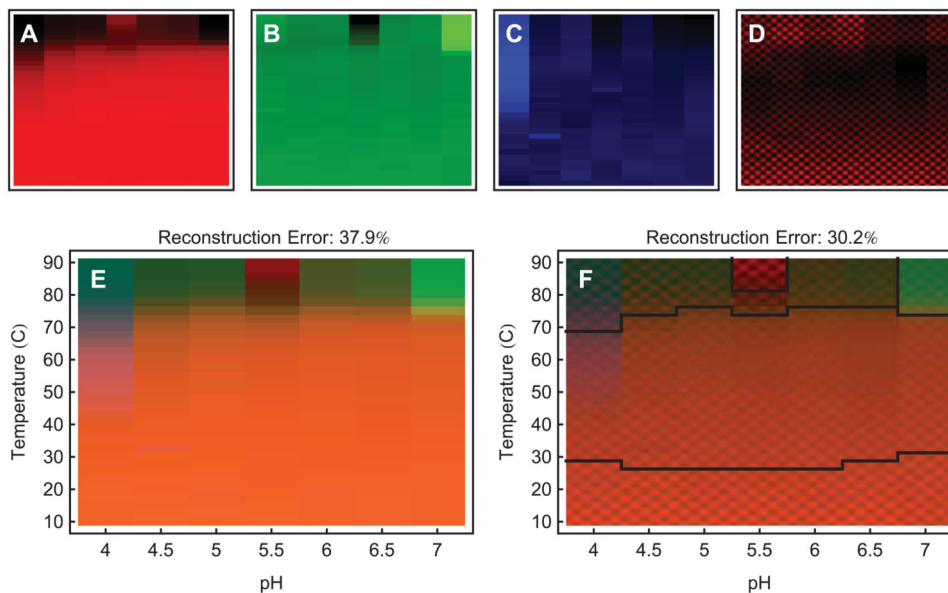 A B C D
Reconstruction Error: 37.9% Reconstruction Error: 30.2%
E F
90 90
80 80
70 70
60 60
50 50
40 40
30 30
20 20
10 10
Temperature (C) Temperature (C)
4 4.5 5 5.5 6 6.5 7 4 4.5 5 5.5 6 6.5 7
pH pH